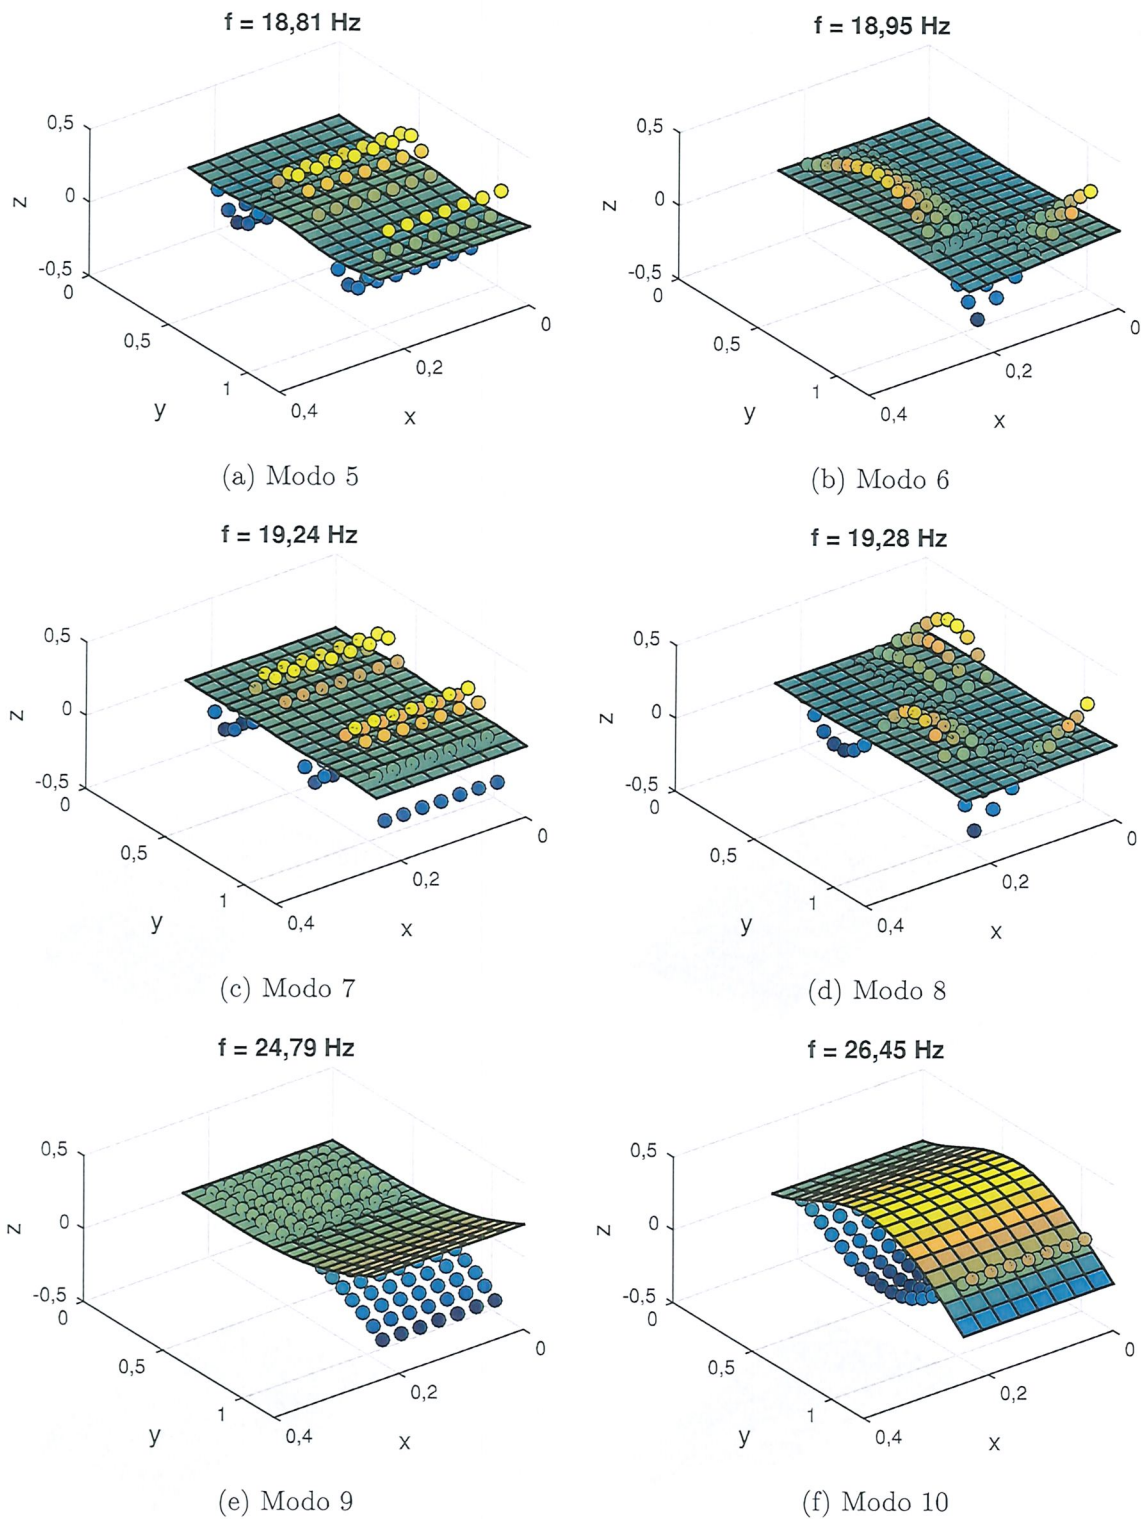 f = 18,81 Hz
0,5
0
-0,5
z
0
0,5
1
y
0,4
0,2
0
x
(a) Modo 5
f = 18,95 Hz
0,5
0
-0,5
z
0
0,5
1
y
0,4
0,2
0
x
(b) Modo 6
f = 19,24 Hz
0,5
0
-0,5
z
0
0,5
1
y
0,4
0,2
0
x
(c) Modo 7
f = 19,28 Hz
0,5
0
-0,5
z
0
0,5
1
y
0,4
0,2
0
x
(d) Modo 8
f = 24,79 Hz
0,5
0
-0,5
z
0
0,5
1
y
0,4
0,2
0
x
(e) Modo 9
f = 26,45 Hz
0,5
0
-0,5
z
0
0,5
1
y
0,4
0,2
0
x
(f) Modo 10